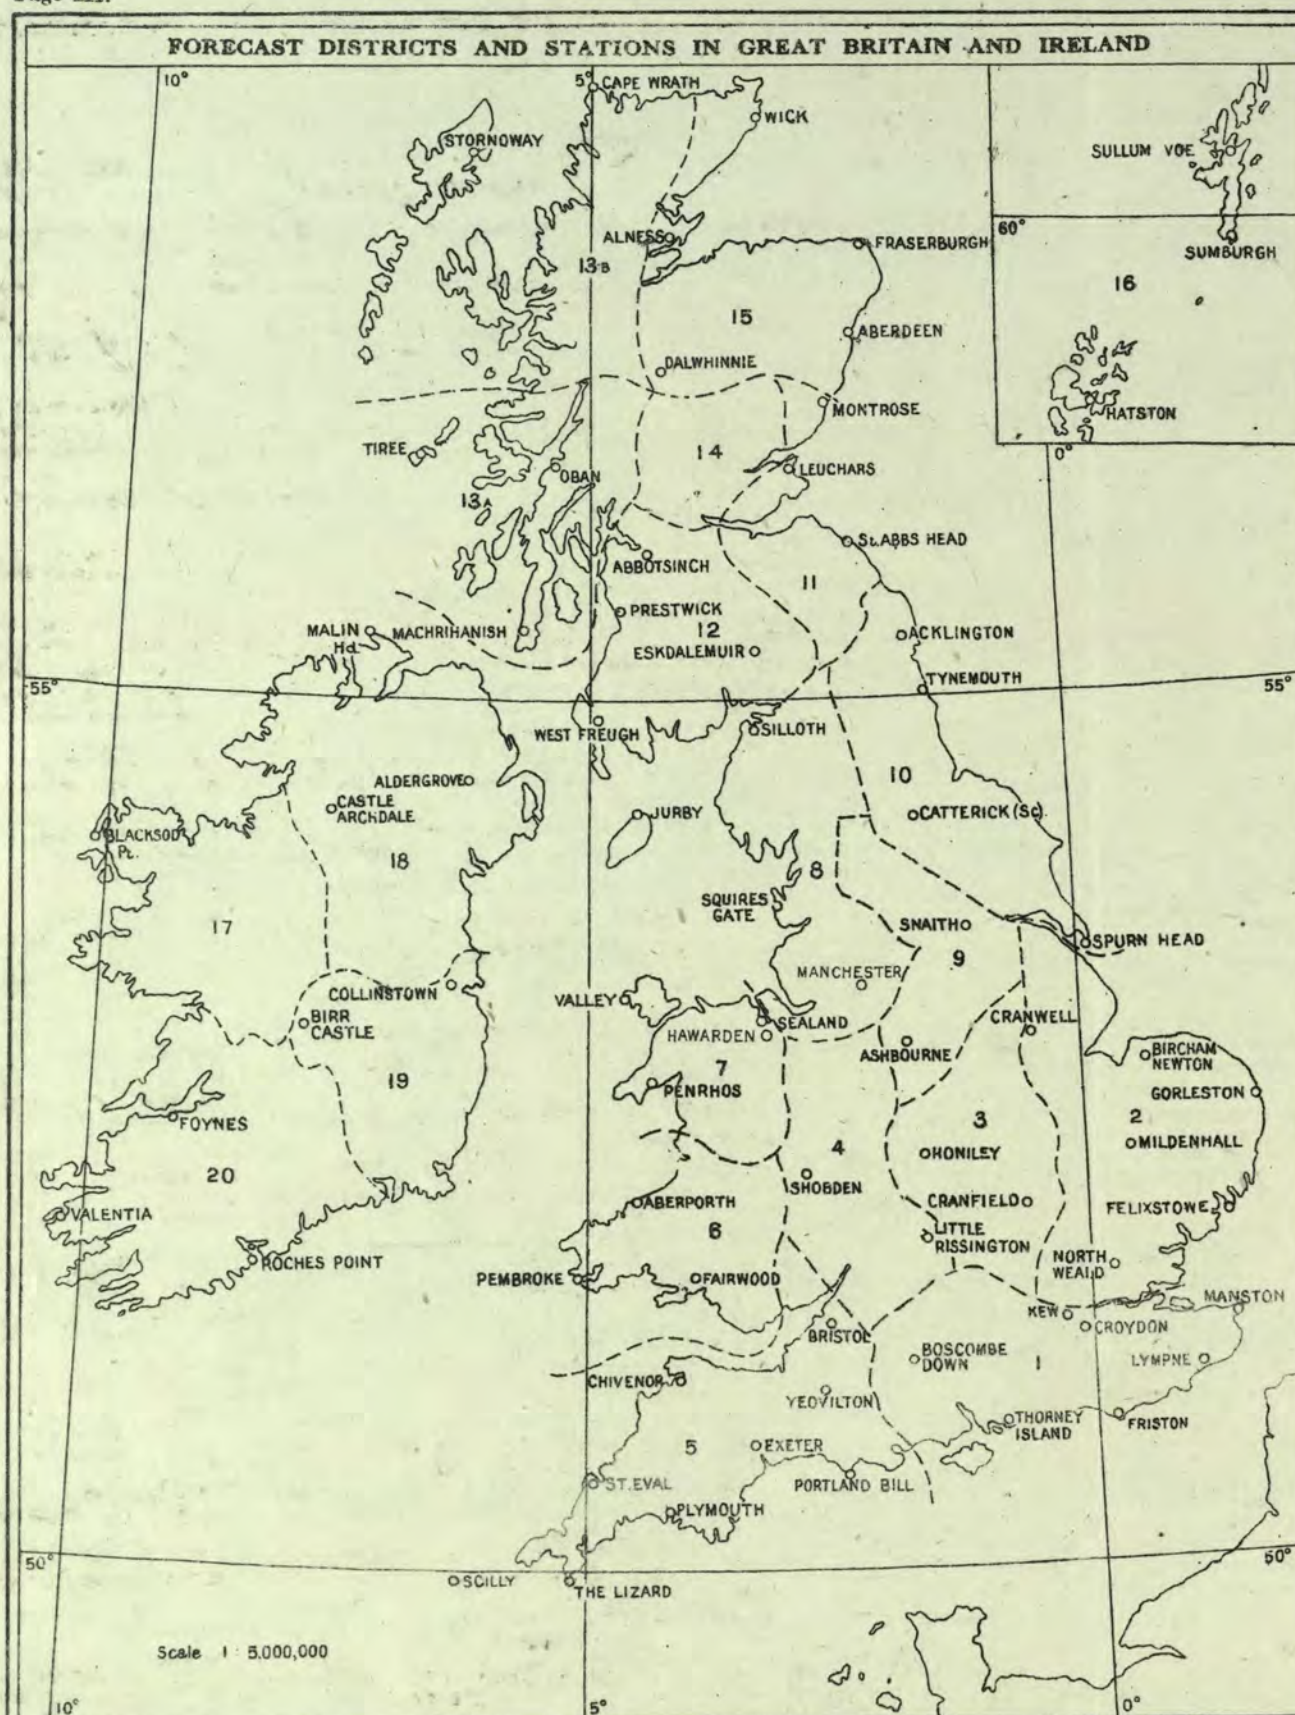 FORECAST DISTRICTS AND STATIONS IN GREAT BRITAIN AND IRELAND
10°
5°
CAPE WRATH
WICK
STORNOWAY
SULLUM VOE
60°
SUMBURGH
ALNESS
FRASERBURGH
13B
16
15
ABERDEEN
DALWHINNIE
MONTROSE
HATSTON
0°
TIREE
14
LEUCHARS
OBAN
13A
St. ABBS HEAD
ABBOTSINCH
11
PRESTWICK
MALIN
Hd.
MACHRIHANISH
12
ACKLINGTON
ESKDALEMUIR
55°
TYNEMOUTH
55°
WEST FREUGH
SILLOTH
ALDERGROVE
10
CASTLE
ARCHDALE
JURBY
CATTERICK (Sc)
BLACKSOD
Pt.
18
8
SQUIRES
GATE
SNAITH
17
SPURN HEAD
9
MANCHESTER
COLLINSTOWN
VALLEY
BIRR
CASTLE
SEALAND
CRANWELL
HAWARDEN
ASHBOURNE
BIRCHAM
NEWTON
7
19
PENRHOS
GORLESTON
FOYNES
3
2
4
HONILEY
MILDENHALL
20
SHOBDEN
ABERPORTH
CRANFIELD
FELIXSTOWE
VALENTIA
6
LITTLE
RISSINGTON
ROCHES POINT
NORTH
WEALD
PEMBROKE
FAIRWOOD
MANSTON
KEW
CROYDON
BRISTOL
BOSCOMBE
DOWN
1
LYMPNE
CHIVENOR
YEOVILTON
THORNEY
ISLAND
FRISTON
5
EXETER
ST. EVAL
PORTLAND BILL
PLYMOUTH
50°
50°
SCILLY
THE LIZARD
Scale 1 : 5,000,000
10°
5°
0°